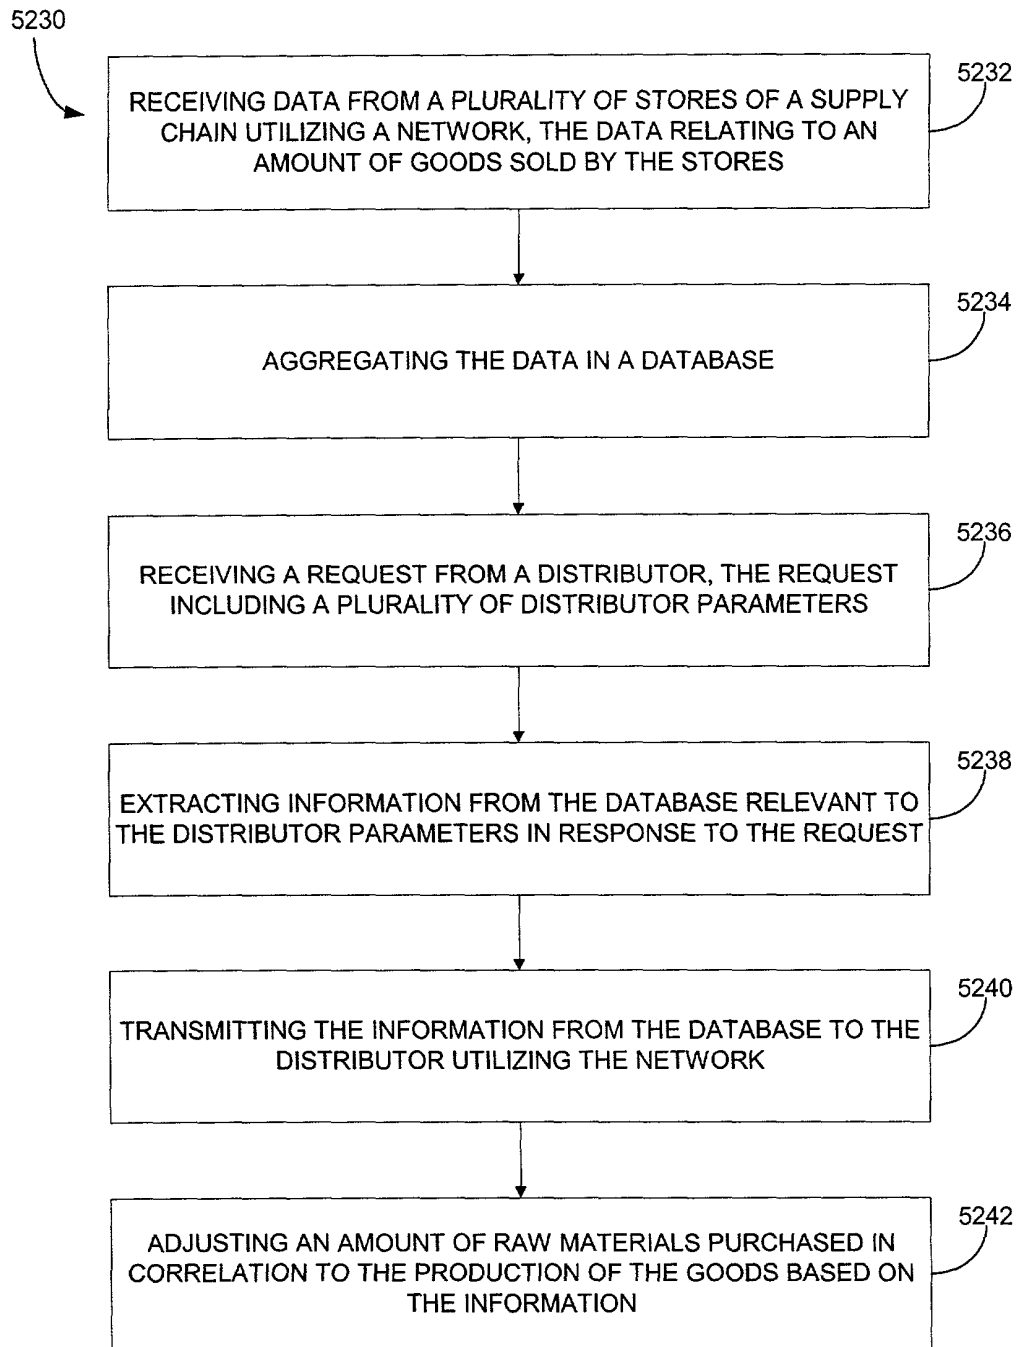 5230
5232
RECEIVING DATA FROM A PLURALITY OF STORES OF A SUPPLY
CHAIN UTILIZING A NETWORK, THE DATA RELATING TO AN
AMOUNT OF GOODS SOLD BY THE STORES
5234
AGGREGATING THE DATA IN A DATABASE
5236
RECEIVING A REQUEST FROM A DISTRIBUTOR, THE REQUEST
INCLUDING A PLURALITY OF DISTRIBUTOR PARAMETERS
5238
EXTRACTING INFORMATION FROM THE DATABASE RELEVANT TO
THE DISTRIBUTOR PARAMETERS IN RESPONSE TO THE REQUEST
5240
TRANSMITTING THE INFORMATION FROM THE DATABASE TO THE
DISTRIBUTOR UTILIZING THE NETWORK
5242
ADJUSTING AN AMOUNT OF RAW MATERIALS PURCHASED IN
CORRELATION TO THE PRODUCTION OF THE GOODS BASED ON
THE INFORMATION